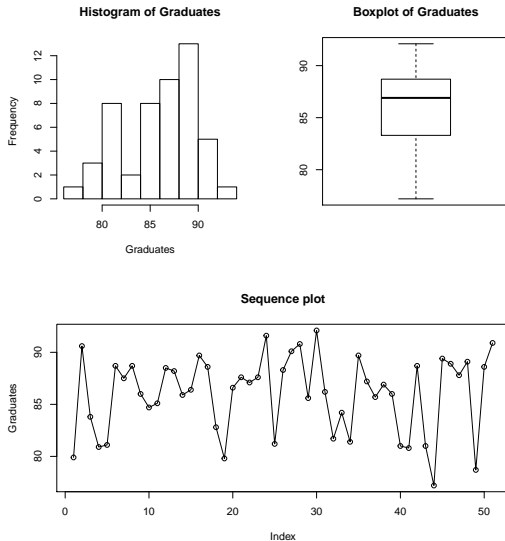 Histogram of Graduates
Frequency
0 2 4 6 8 10 12
80 85 90
Graduates
Boxplot of Graduates
80 85 90
Sequence plot
Graduates
80 85 90
0 10 20 30 40 50
Index